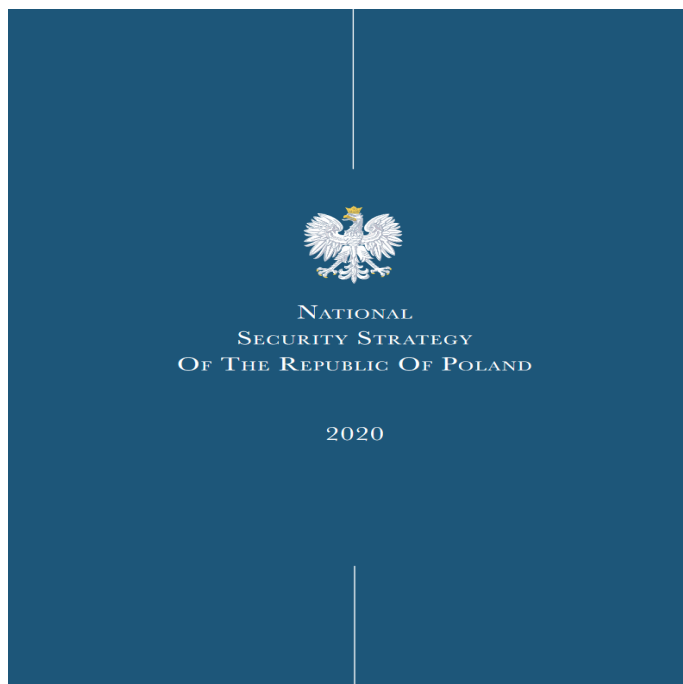 National
Security Strategy
Of The Republic Of Poland
2020